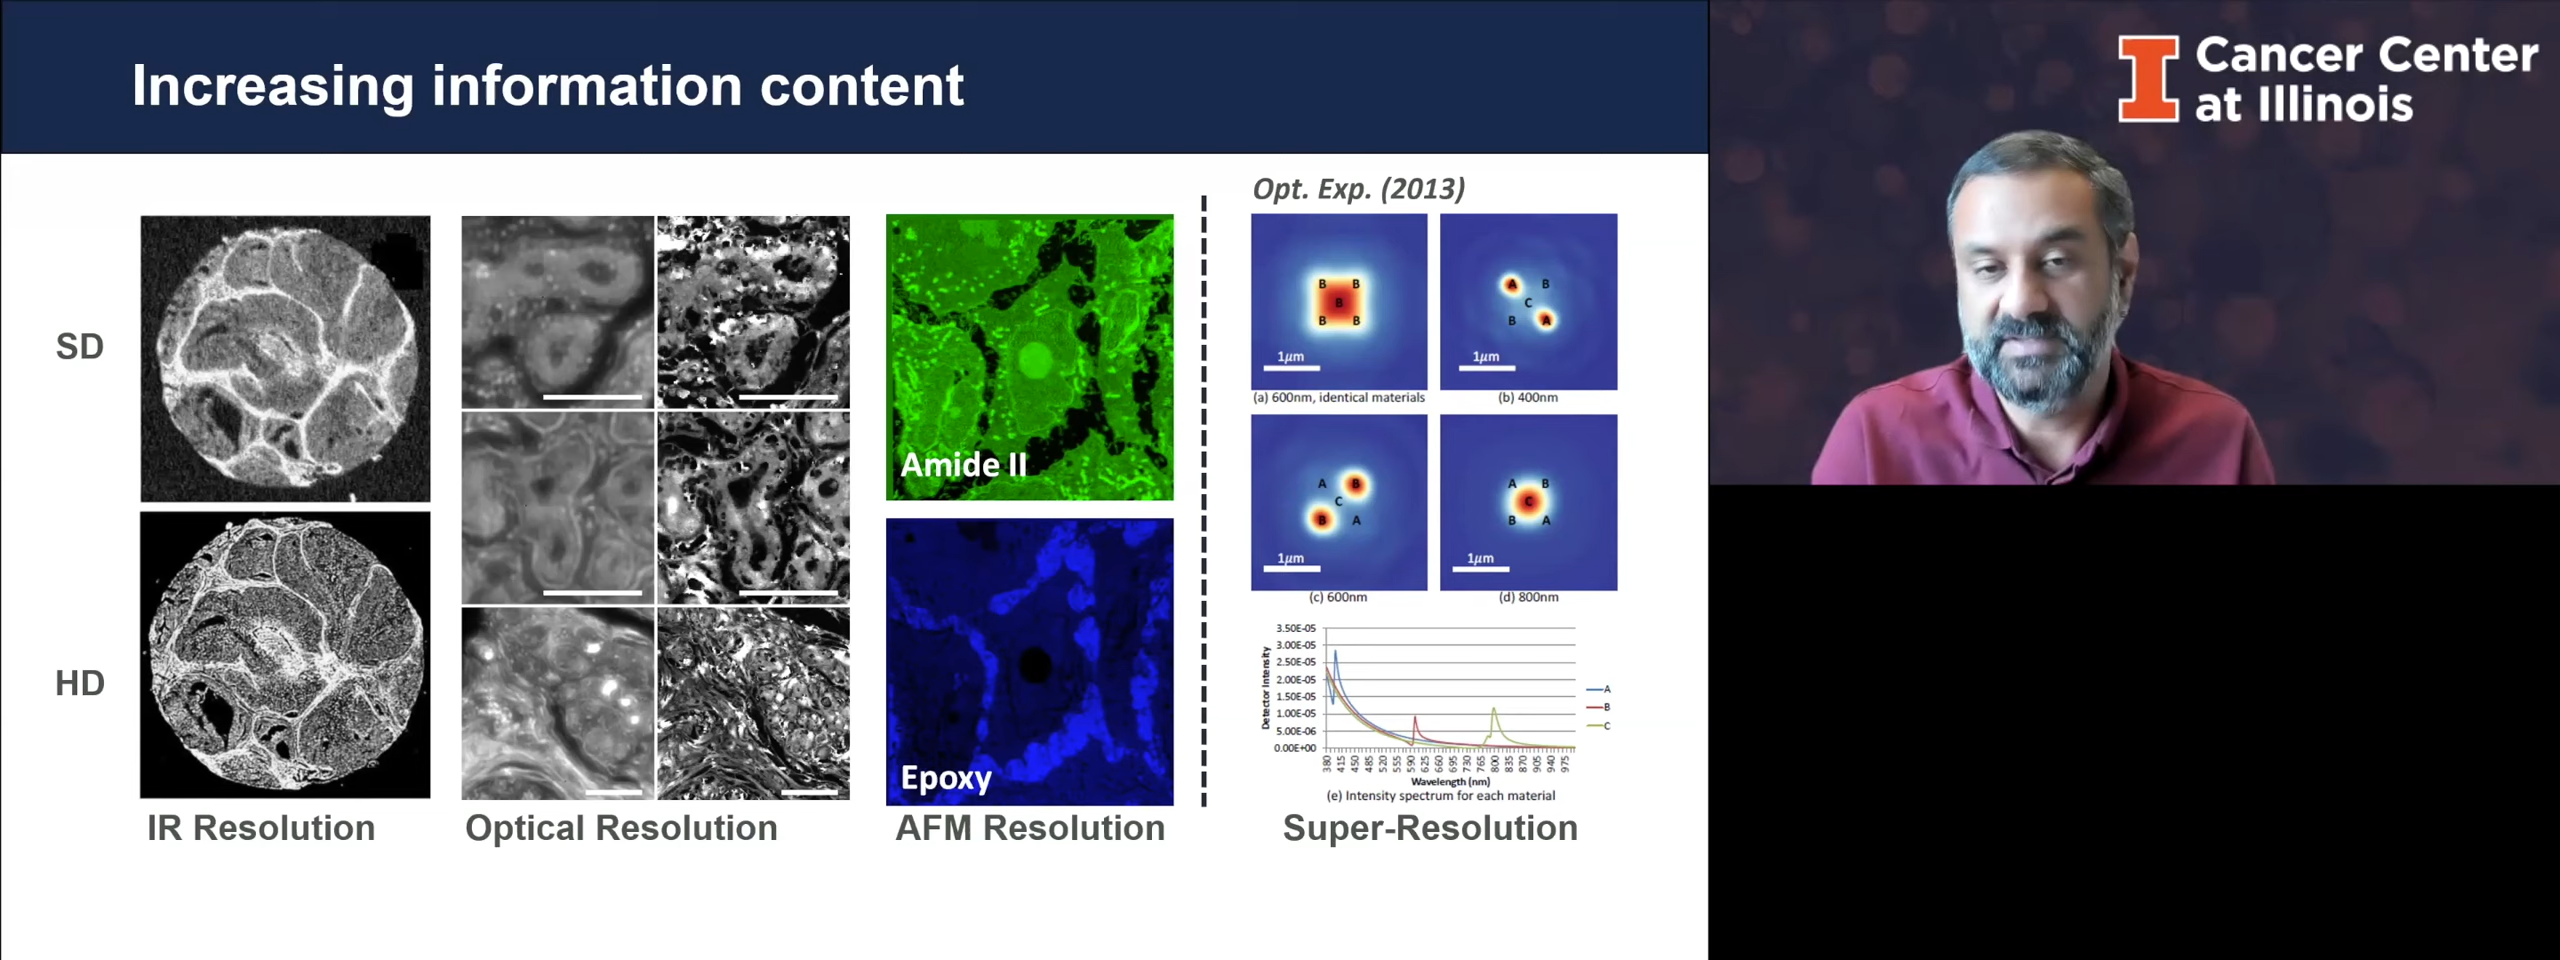 Increasing information content
Cancer Center
at Illinois
SD
HD
IR Resolution
Optical Resolution
Amide II
Epoxy
AFM Resolution
Opt. Exp. (2013)
B B
B
B B
1μm
(a) 600nm, identical materials
A B
C
B A
1μm
(b) 400nm
A B
C
B A
1μm
(c) 600nm
A B
C
B A
1μm
(d) 800nm
Detector Intensity
3.50E-05
3.00E-05
2.50E-05
2.00E-05
1.50E-05
1.00E-05
5.00E-06
0.00E+00
380 415 450 485 520 555 590 625 660 695 730 765 800 835 870 905 940 975
Wavelength (nm)
A
B
C
(e) Intensity spectrum for each material
Super-Resolution